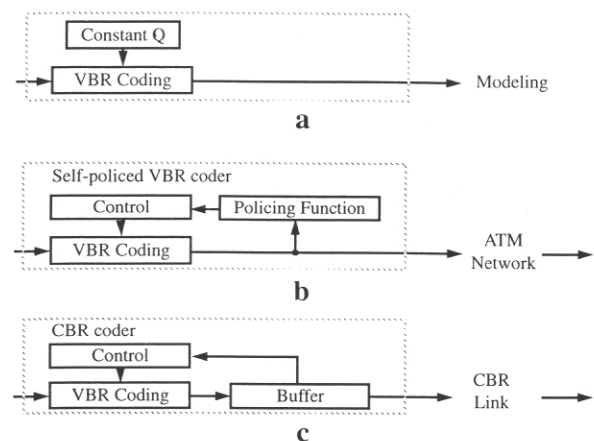 Constant Q
VBR Coding
Modeling
a
Self-policed VBR coder
Control
Policing Function
VBR Coding
ATM
Network
b
CBR coder
Control
VBR Coding
Buffer
CBR
Link
c